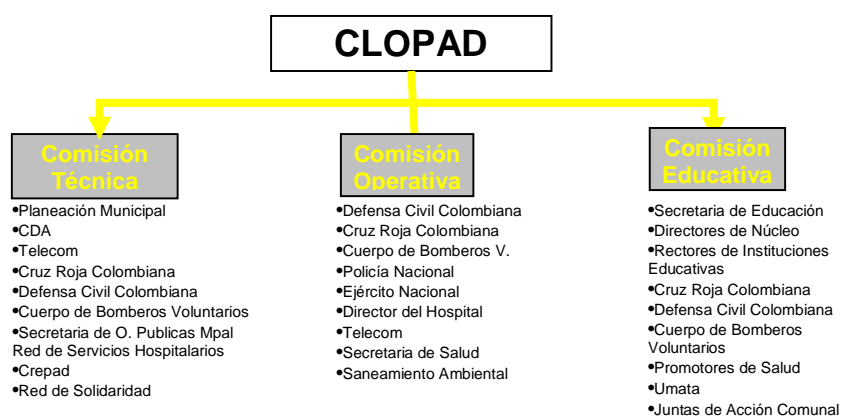 CLOPAD
Comisión
Técnica
•Planeación Municipal
•CDA
•Telecom
•Cruz Roja Colombiana
•Defensa Civil Colombiana
•Cuerpo de Bomberos Voluntarios
•Secretaria de O. Publicas Mpal
Red de Servicios Hospitalarios
•Crepad
•Red de Solidaridad
Comisión
Operativa
•Defensa Civil Colombiana
•Cruz Roja Colombiana
•Cuerpo de Bomberos V.
•Policía Nacional
•Ejército Nacional
•Director del Hospital
•Telecom
•Secretaria de Salud
•Saneamiento Ambiental
Comisión
Educativa
•Secretaria de Educación
•Directores de Núcleo
•Rectores de Instituciones
Educativas
•Cruz Roja Colombiana
•Defensa Civil Colombiana
•Cuerpo de Bomberos
Voluntarios
•Promotores de Salud
•Umata
•Juntas de Acción Comunal